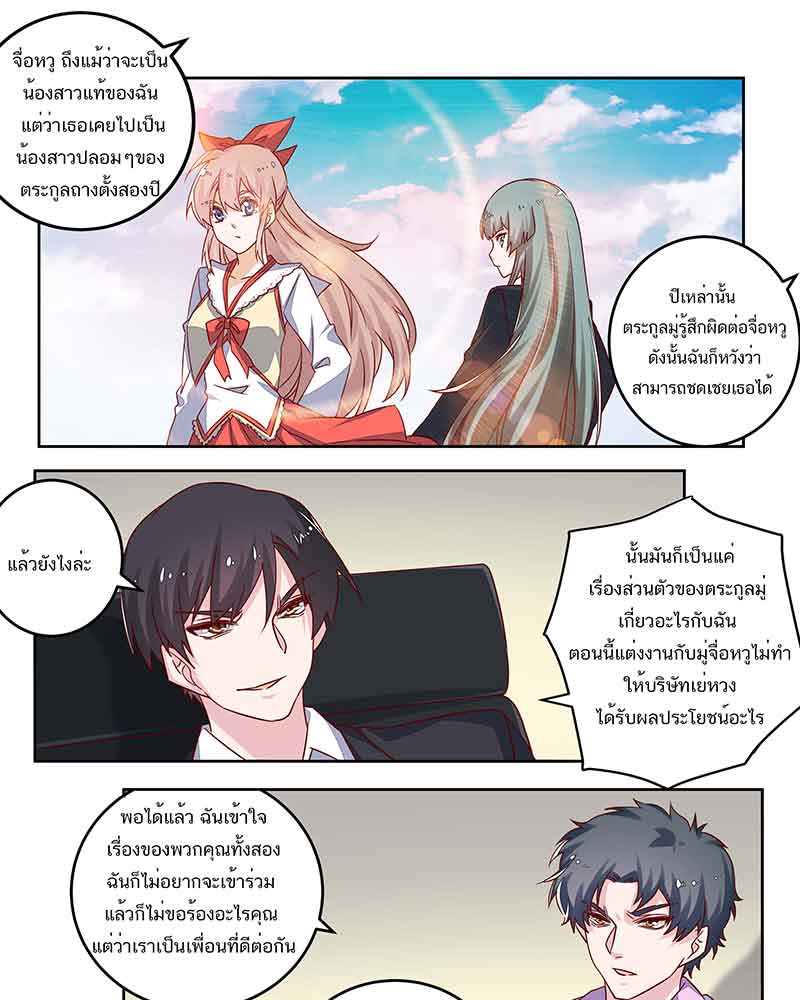 จื่อหวู ถึงแม้ว่าจะเป็น
น้องสาวแท้ของฉัน
แต่ว่าเธอเคยไปเป็น
น้องสาวปลอมๆของ
ตระกูลถางตั้งสองปี
ปีเหล่านั้น
ตระกูลมู่รู้สึกผิดต่อจื่อหวู
ดังนั้นฉันก็หวังว่า
สามารถชดเชยเธอได้
แล้วยังไงล่ะ
นั้นมันก็เป็นแค่
เรื่องส่วนตัวของตระกูลมู่
เกี่ยวอะไรกับฉัน
ตอนนี้แต่งงานกับมู่จื่อหวูไม่ทำ
ให้บริษัทเย่หวง
ได้รับผลประโยชน์อะไร
พอได้แล้ว ฉันเข้าใจ
เรื่องของพวกคุณทั้งสอง
ฉันก็ไม่อยากจะเข้าร่วม
แล้วก็ไม่ขอร้องอะไรคุณ
แต่ว่าเราเป็นเพื่อนที่ดีต่อกัน